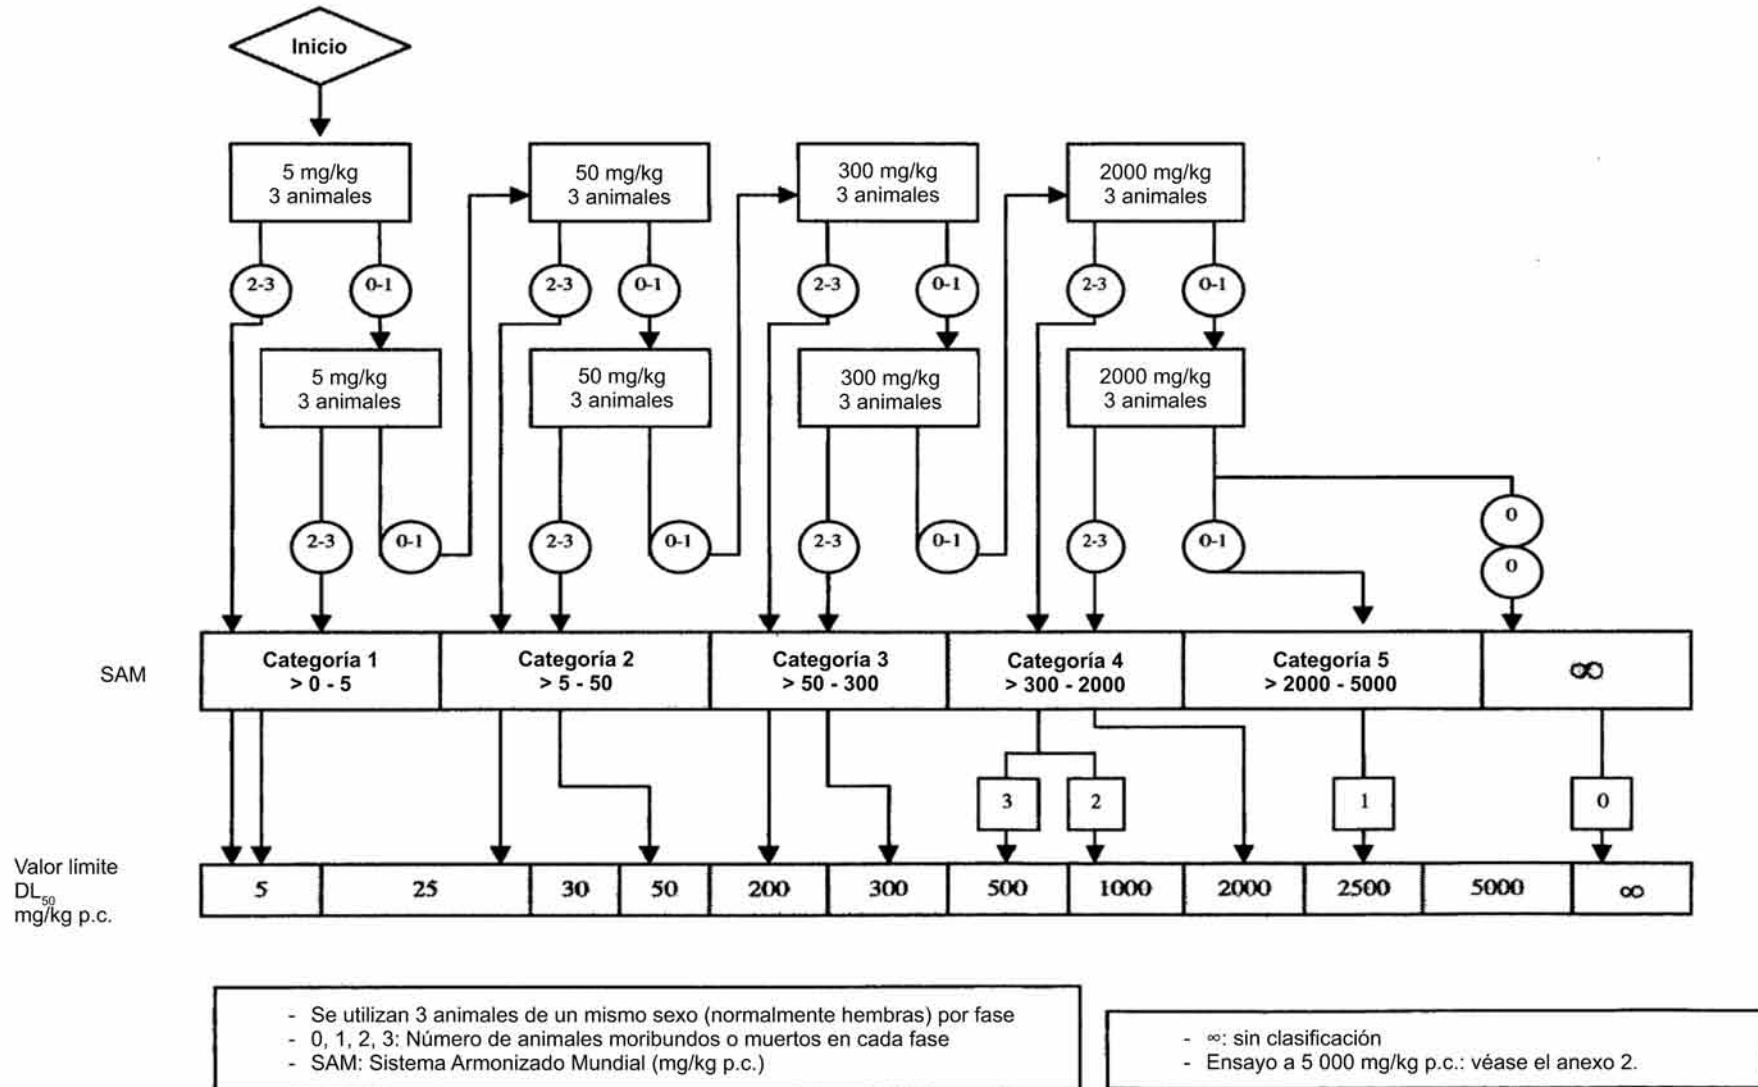 Inicio
5 mg/kg
3 animales
50 mg/kg
3 animales
300 mg/kg
3 animales
2000 mg/kg
3 animales
2-3
0-1
2-3
0-1
2-3
0-1
2-3
0-1
5 mg/kg
3 animales
50 mg/kg
3 animales
300 mg/kg
3 animales
2000 mg/kg
3 animales
0
2-3
0-1
2-3
0-1
2-3
0-1
2-3
0-1
0
SAM
Categoría 1
> 0 - 5
Categoría 2
> 5 - 50
Categoría 3
> 50 - 300
Categoría 4
> 300 - 2000
Categoría 5
> 2000 - 5000
∞
3
2
1
0
Valor límite
DL50
mg/kg p.c.
5
25
30
50
200
300
500
1000
2000
2500
5000
∞
- Se utilizan 3 animales de un mismo sexo (normalmente hembras) por fase
- 0, 1, 2, 3: Número de animales moribundos o muertos en cada fase
- SAM: Sistema Armonizado Mundial (mg/kg p.c.)
- ∞: sin clasificación
- Ensayo a 5 000 mg/kg p.c.: véase el anexo 2.